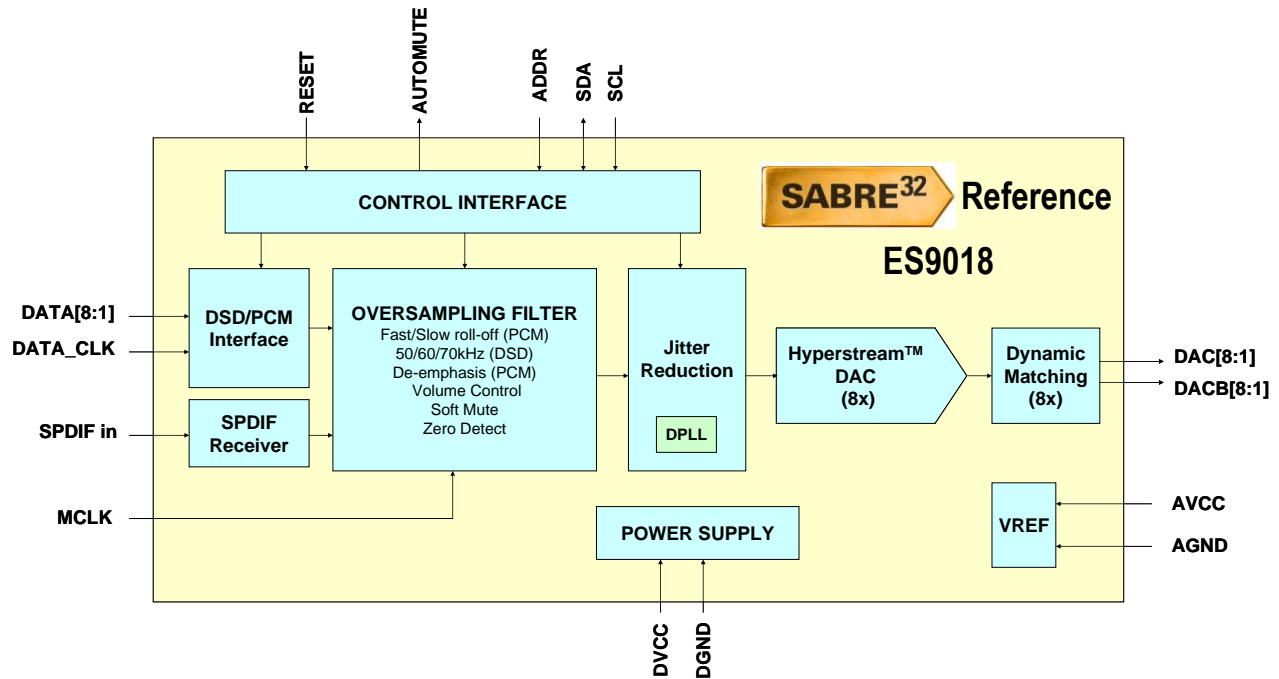 RESET
AUTOMUTE
ADDR
SDA
SCL
CONTROL INTERFACE
SABRE32 Reference
ES9018
DATA[8:1]
DATA_CLK
DSD/PCM
Interface
OVERSAMPLING FILTER
Fast/Slow roll-off (PCM)
50/60/70kHz (DSD)
De-emphasis (PCM)
Volume Control
Soft Mute
Zero Detect
Jitter
Reduction
DPLL
Hyperstream™
DAC
(8x)
Dynamic
Matching
(8x)
DAC[8:1]
DACB[8:1]
SPDIF in
SPDIF
Receiver
MCLK
POWER SUPPLY
VREF
AVCC
AGND
DVCC
DGND